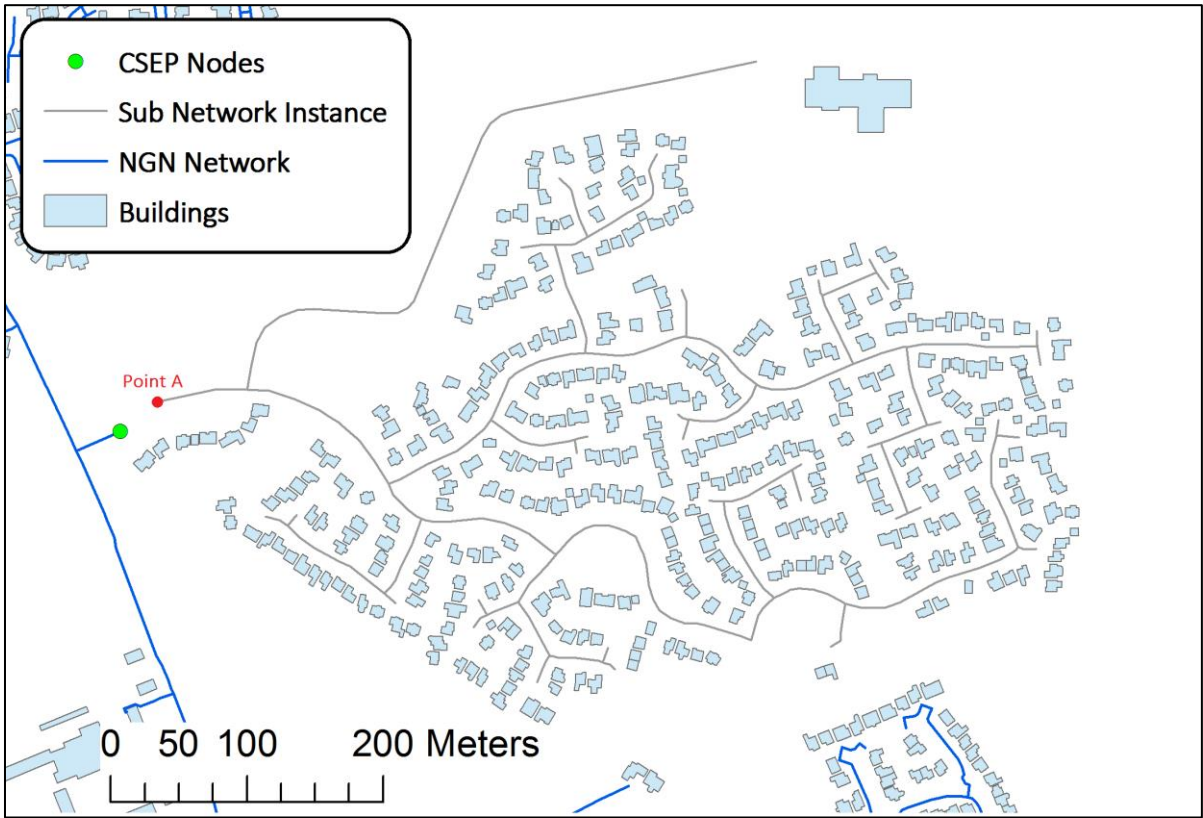 CSEP Nodes
Sub Network Instance
NGN Network
Buildings
Point A
0 50 100 200 Meters